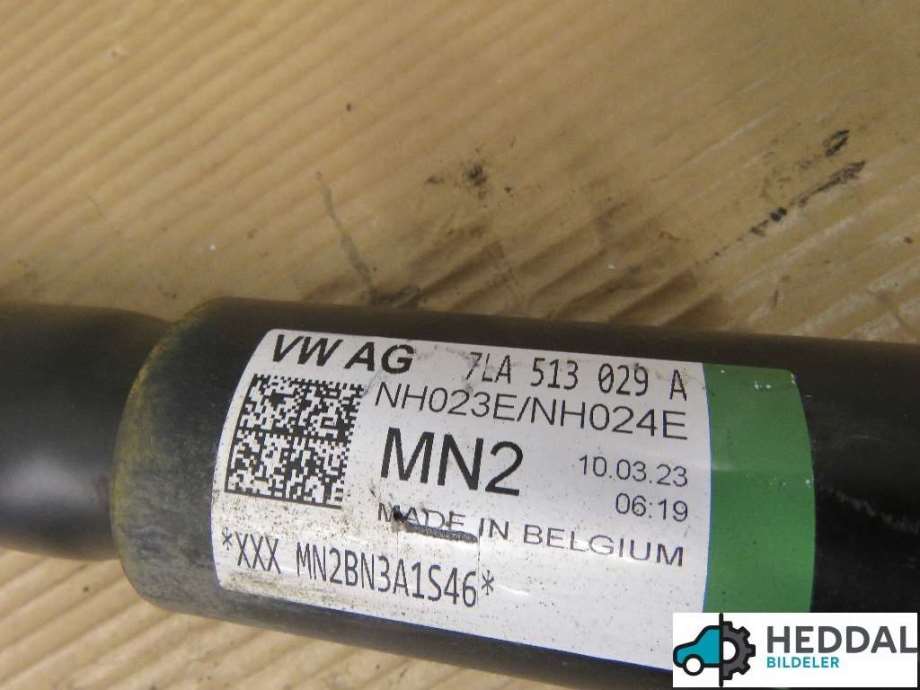 VW AG 7LA 513 029 A
NH023E/NH024E
MN2 10.03.23
06:19
MADE IN BELGIUM
*XXX MN2BN3A1S46*
HEDDAL
BILDELER